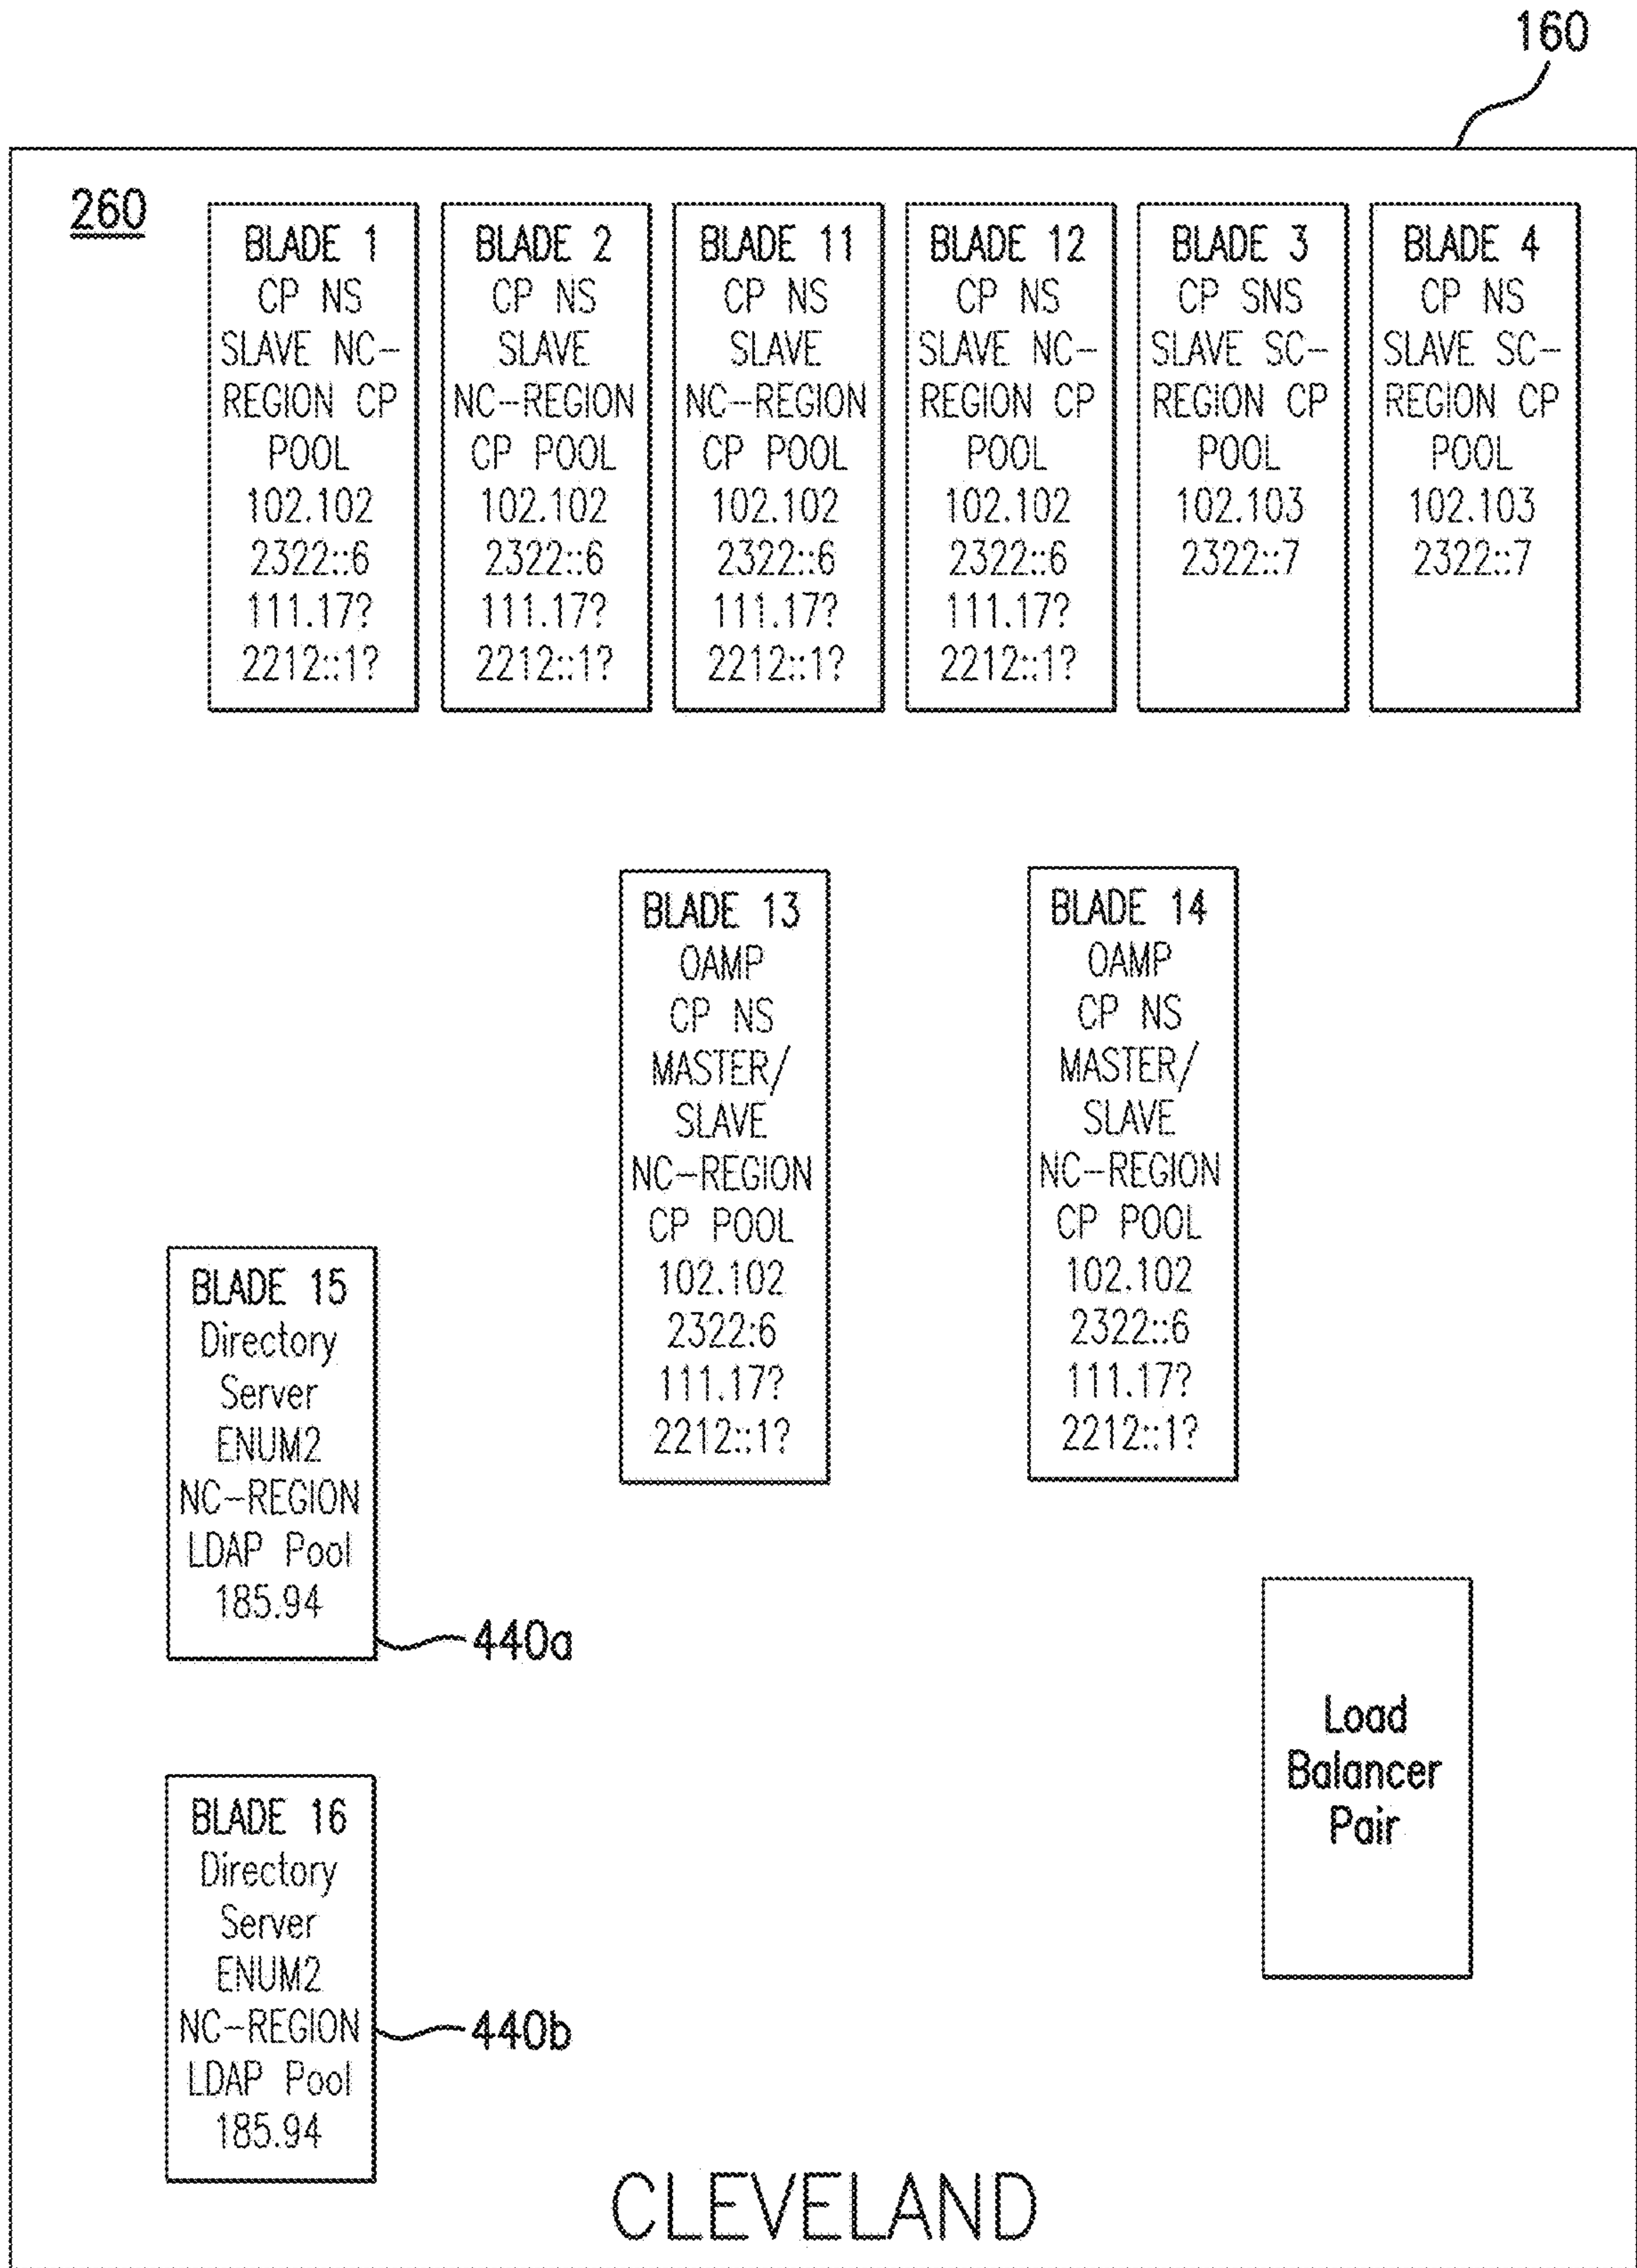 160
260
BLADE 1
CP NS
SLAVE NC-
REGION CP
POOL
102.102
2322::6
111.17?
2212::1?
BLADE 2
CP NS
SLAVE
NC-REGION
CP POOL
102.102
2322::6
111.17?
2212::1?
BLADE 11
CP NS
SLAVE
NC-REGION
CP POOL
102.102
2322::6
111.17?
2212::1?
BLADE 12
CP NS
SLAVE NC-
REGION CP
POOL
102.102
2322::6
111.17?
2212::1?
BLADE 3
CP SNS
SLAVE SC-
REGION CP
POOL
102.103
2322::7
BLADE 4
CP NS
SLAVE SC-
REGION CP
POOL
102.103
2322::7
BLADE 13
OAMP
CP NS
MASTER/
SLAVE
NC-REGION
CP POOL
102.102
2322:6
111.17?
2212::1?
BLADE 14
OAMP
CP NS
MASTER/
SLAVE
NC-REGION
CP POOL
102.102
2322::6
111.17?
2212::1?
BLADE 15
Directory
Server
ENUM2
NC-REGION
LDAP Pool
185.94
440a
Load
Balancer
Pair
BLADE 16
Directory
Server
ENUM2
NC-REGION
LDAP Pool
185.94
440b
CLEVELAND